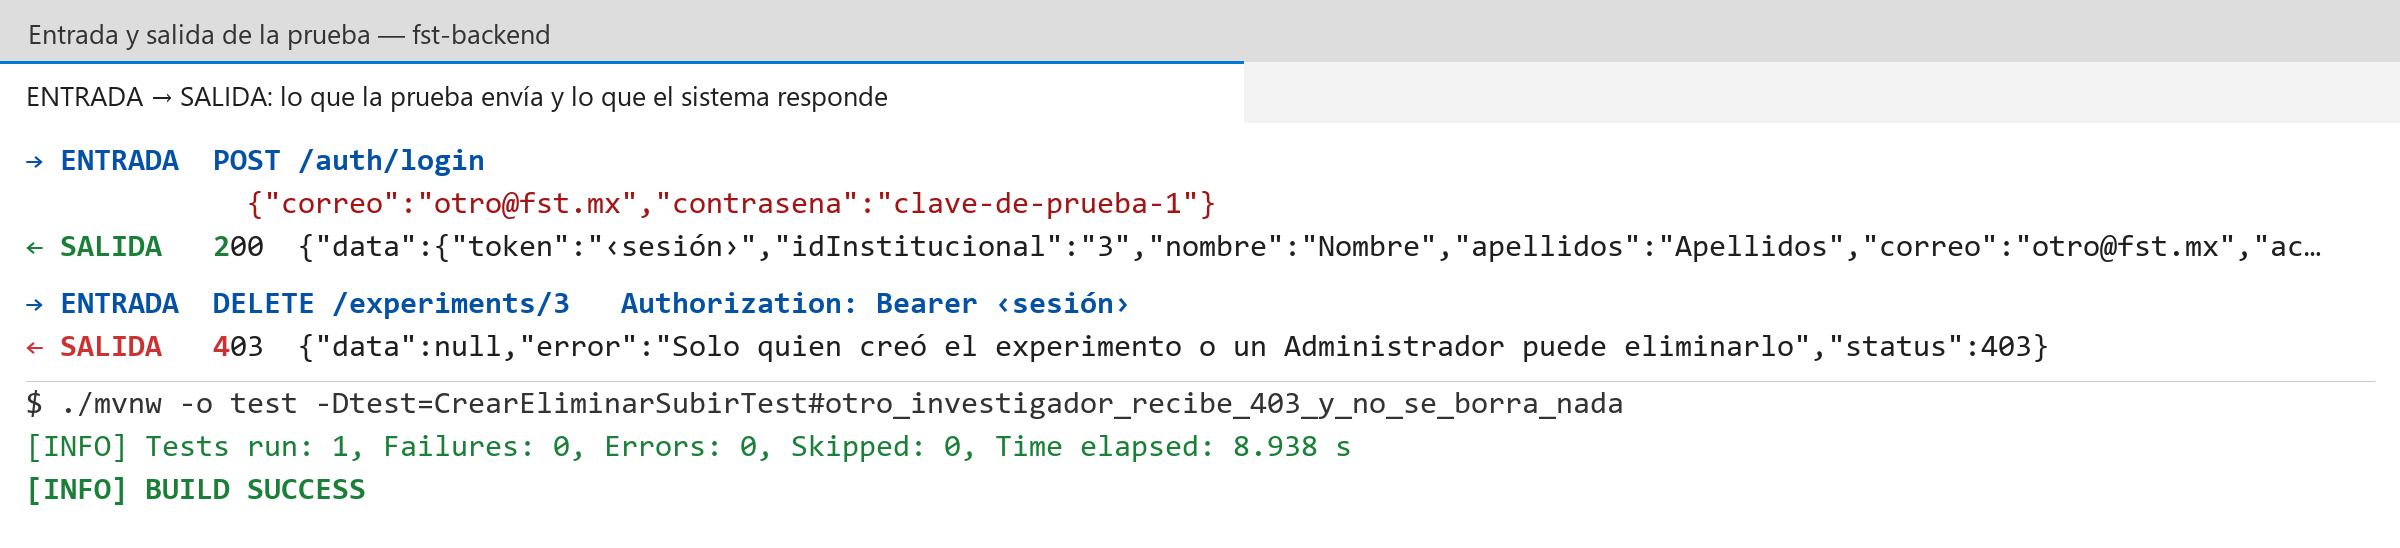 Entrada y salida de la prueba — fst-backend
ENTRADA → SALIDA: lo que la prueba envía y lo que el sistema responde
→ ENTRADA  POST /auth/login
{"correo":"otro@fst.mx","contrasena":"clave-de-prueba-1"}
← SALIDA   200  {"data":{"token":"‹sesión›","idInstitucional":"3","nombre":"Nombre","apellidos":"Apellidos","correo":"otro@fst.mx","ac…
→ ENTRADA  DELETE /experiments/3   Authorization: Bearer ‹sesión›
← SALIDA   403  {"data":null,"error":"Solo quien creó el experimento o un Administrador puede eliminarlo","status":403}
$ ./mvnw -o test -Dtest=CrearEliminarSubirTest#otro_investigador_recibe_403_y_no_se_borra_nada
[INFO] Tests run: 1, Failures: 0, Errors: 0, Skipped: 0, Time elapsed: 8.938 s
[INFO] BUILD SUCCESS